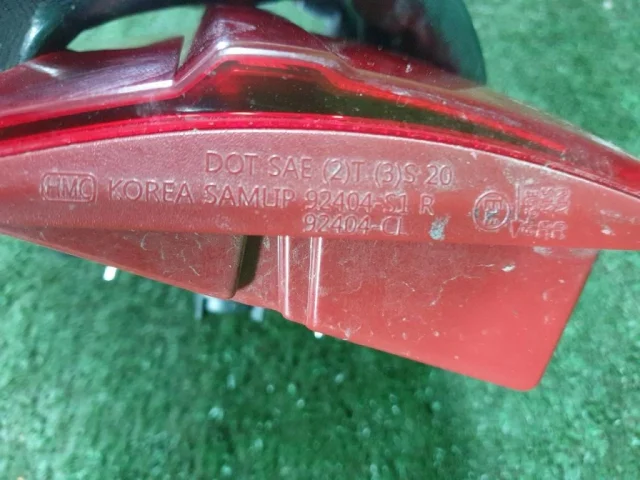 DOT SAE (2)T (3)S 20
HMC KOREA SAMLIP 92404-S1 R
92404-CL